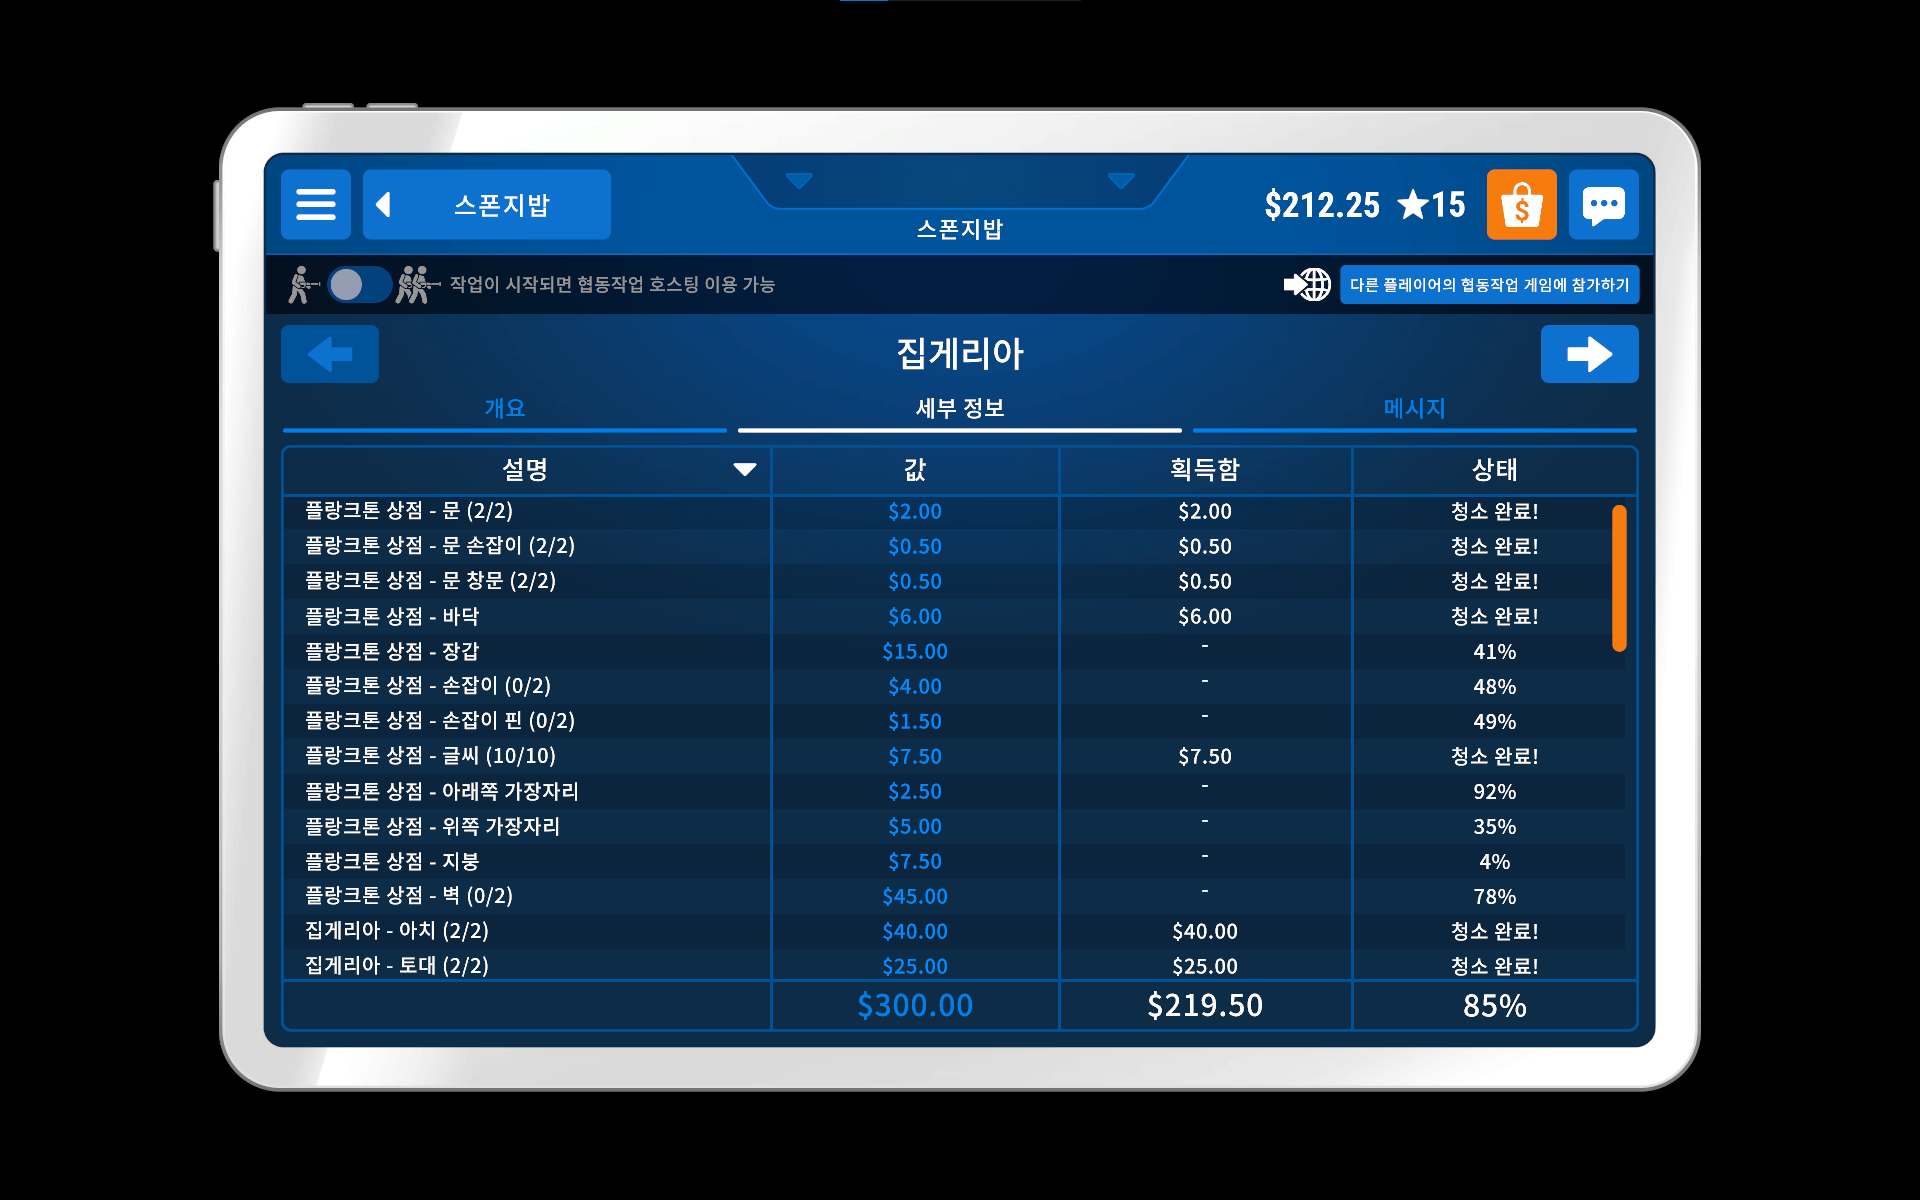 스폰지밥
스폰지밥
$212.25 ★15
작업이 시작되면 협동작업 호스팅 이용 가능
다른 플레이어의 협동작업 게임에 참가하기
집게리아
개요 세부 정보 메시지
설명 값 획득함 상태
플랑크톤 상점 - 문 (2/2) $2.00 $2.00 청소 완료!
플랑크톤 상점 - 문 손잡이 (2/2) $0.50 $0.50 청소 완료!
플랑크톤 상점 - 문 창문 (2/2) $0.50 $0.50 청소 완료!
플랑크톤 상점 - 바닥 $6.00 $6.00 청소 완료!
플랑크톤 상점 - 장갑 $15.00 - 41%
플랑크톤 상점 - 손잡이 (0/2) $4.00 - 48%
플랑크톤 상점 - 손잡이 핀 (0/2) $1.50 - 49%
플랑크톤 상점 - 글씨 (10/10) $7.50 $7.50 청소 완료!
플랑크톤 상점 - 아래쪽 가장자리 $2.50 - 92%
플랑크톤 상점 - 위쪽 가장자리 $5.00 - 35%
플랑크톤 상점 - 지붕 $7.50 - 4%
플랑크톤 상점 - 벽 (0/2) $45.00 - 78%
집게리아 - 아치 (2/2) $40.00 $40.00 청소 완료!
집게리아 - 토대 (2/2) $25.00 $25.00 청소 완료!
$300.00 $219.50 85%